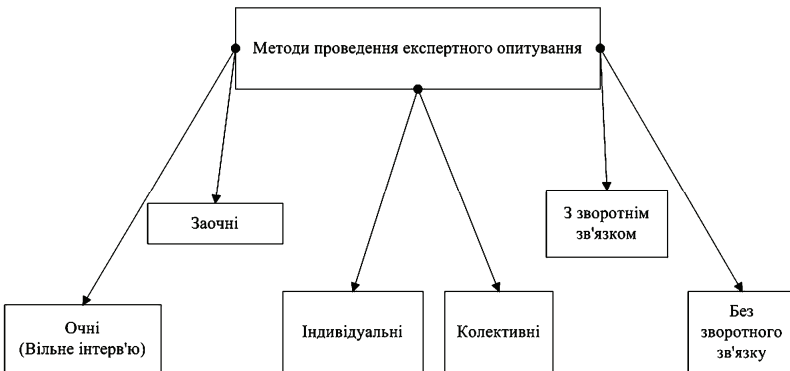 Методи проведення експертного опитування
Заочні
З зворотнім
зв'язком
Очні
(Вільне інтерв'ю)
Індивідуальні
Колективні
Без
зворотного
зв'язку